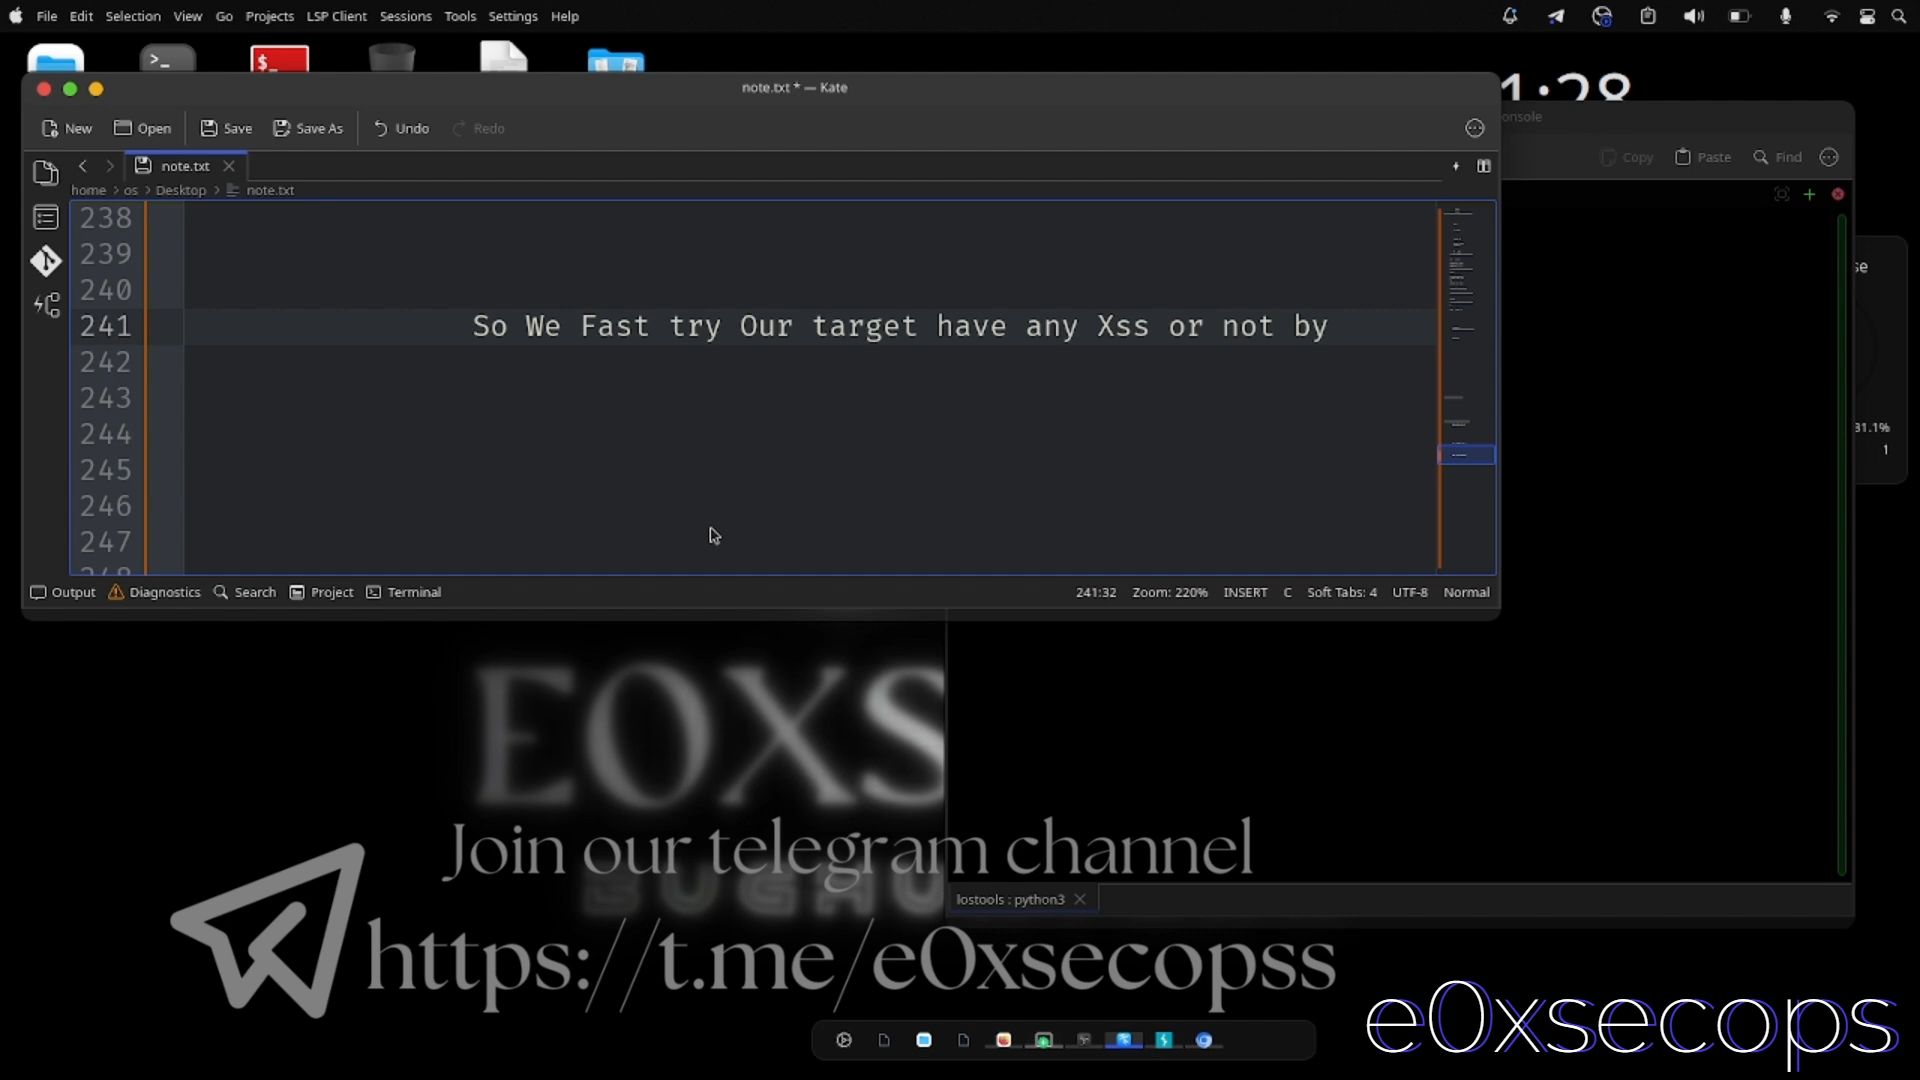 File Edit Selection View Go Projects LSP Client Sessions Tools Settings Help
1:28
note.txt * — Kate
New Open Save Save As Undo Redo
Copy Paste Find
note.txt
home > os > Desktop > note.txt
238
239
240
241 So We Fast try Our target have any Xss or not by
242
243
244
245
246
247
31.1%
1
Output Diagnostics Search Project Terminal
241:32 Zoom: 220% INSERT C Soft Tabs: 4 UTF-8 Normal
E0XS
Join our telegram channel
BUGHU
lostools : python3
https://t.me/e0xsecopss
e0xsecops